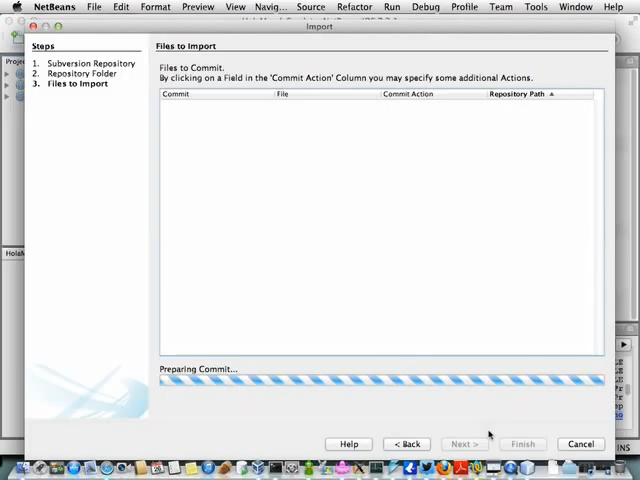 NetBeans File Edit Format Preview View Navig... Source Refactor Run Debug Profile Team Tools Window Help
Import
Steps
Files to Import
1. Subversion Repository
2. Repository Folder
3. Files to Import
Files to Commit.
By clicking on a Field in the 'Commit Action' Column you may specify some additional Actions.
Commit File Commit Action Repository Path
Proje
HolaM
Preparing Commit...
Help < Back Next > Finish Cancel
INS